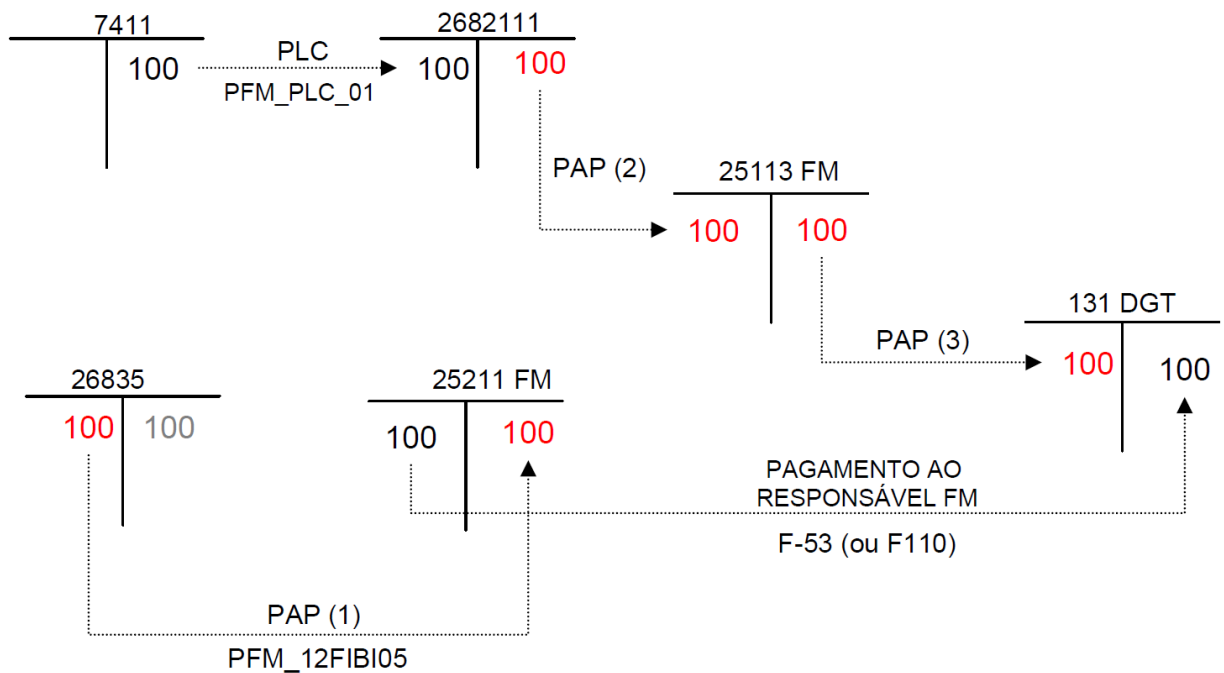 7411
2682111
100
PLC
100
100
PFM_PLC_01
PAP (2)
25113 FM
100
100
131 DGT
PAP (3)
100
100
26835
25211 FM
100
100
100
100
PAGAMENTO AO
RESPONSÁVEL FM
F-53 (ou F110)
PAP (1)
PFM_12FIBI05